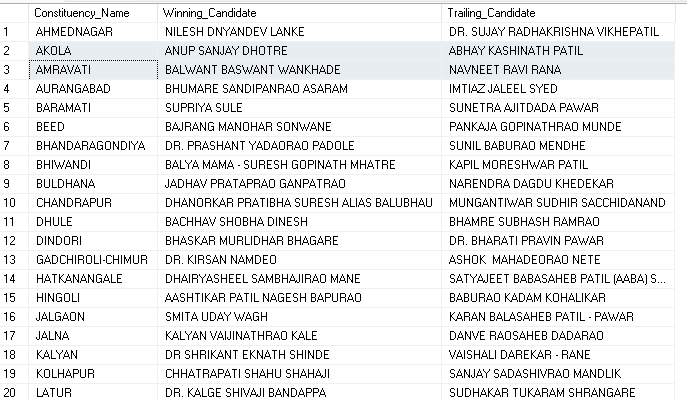 Constituency_Name Winning_Candidate Trailing_Candidate
1 AHMEDNAGAR NILESH DNYANDEV LANKE DR. SUJAY RADHAKRISHNA VIKHEPATIL
2 AKOLA ANUP SANJAY DHOTRE ABHAY KASHINATH PATIL
3 AMRAVATI BALWANT BASWANT WANKHADE NAVNEET RAVI RANA
4 AURANGABAD BHUMARE SANDIPANRAO ASARAM IMTIAZ JALEEL SYED
5 BARAMATI SUPRIYA SULE SUNETRA AJITDADA PAWAR
6 BEED BAJRANG MANOHAR SONWANE PANKAJA GOPINATHRAO MUNDE
7 BHANDARAGONDIYA DR. PRASHANT YADAORAO PADOLE SUNIL BABURAO MENDHE
8 BHIWANDI BALYA MAMA - SURESH GOPINATH MHATRE KAPIL MORESHWAR PATIL
9 BULDHANA JADHAV PRATAPRAO GANPATRAO NARENDRA DAGDU KHEDEKAR
10 CHANDRAPUR DHANORKAR PRATIBHA SURESH ALIAS BALUBHAU MUNGANTIWAR SUDHIR SACCHIDANAND
11 DHULE BACHHAV SHOBHA DINESH BHAMRE SUBHASH RAMRAO
12 DINDORI BHASKAR MURLIDHAR BHAGARE DR. BHARATI PRAVIN PAWAR
13 GADCHIROLI-CHIMUR DR. KIRSAN NAMDEO ASHOK MAHADEORAO NETE
14 HATKANANGALE DHAIRYASHEEL SAMBHAJIRAO MANE SATYAJEET BABASAHEB PATIL (AABA) S...
15 HINGOLI AASHTIKAR PATIL NAGESH BAPURAO BABURAO KADAM KOHALIKAR
16 JALGAON SMITA UDAY WAGH KARAN BALASAHEB PATIL - PAWAR
17 JALNA KALYAN VAIJINATHRAO KALE DANVE RAOSAHEB DADARAO
18 KALYAN DR SHRIKANT EKNATH SHINDE VAISHALI DAREKAR - RANE
19 KOLHAPUR CHHATRAPATI SHAHU SHAHAJI SANJAY SADASHIVRAO MANDLIK
20 LATUR DR. KALGE SHIVAJI BANDAPPA SUDHAKAR TUKARAM SHRANGARE